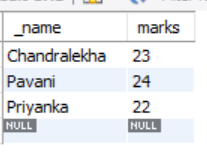 _name marks
Chandralekha 23
Pavani 24
Priyanka 22
NULL NULL